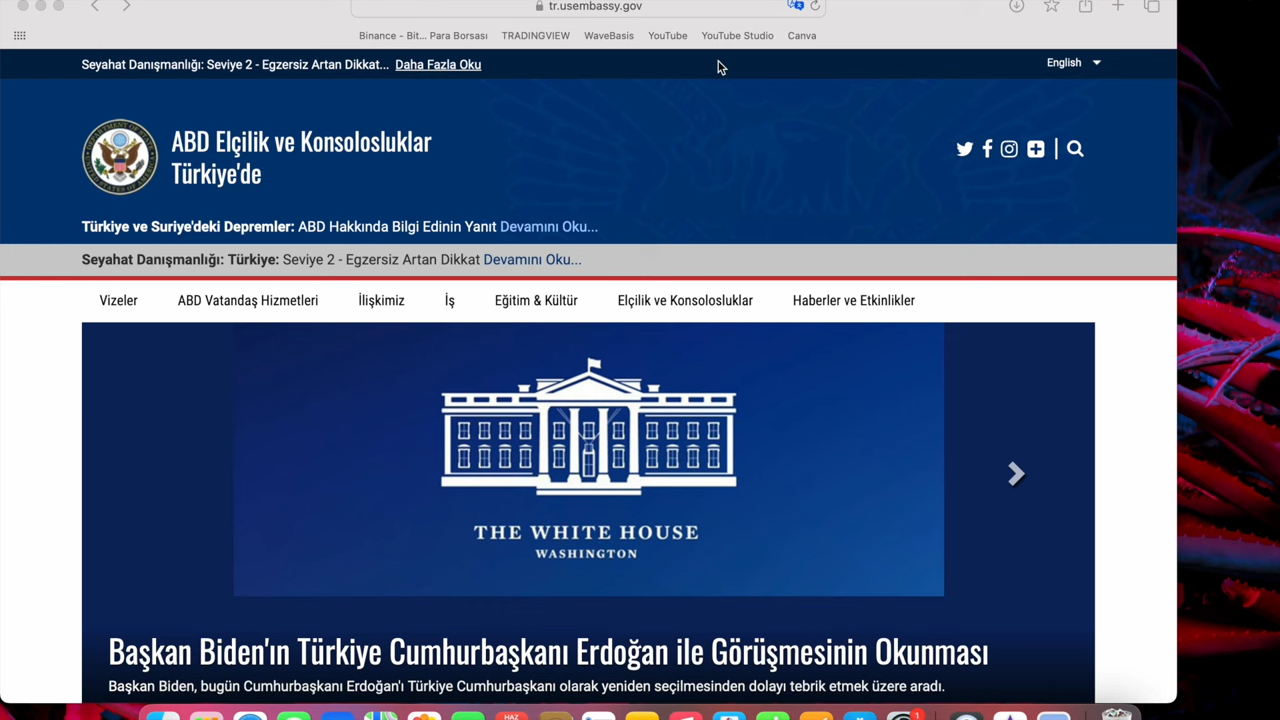 tr.usembassy.gov
Binance - Bit... Para Borsası TRADINGVIEW WaveBasis YouTube YouTube Studio Canva
Seyahat Danışmanlığı: Seviye 2 - Egzersiz Artan Dikkat... Daha Fazla Oku
English
ABD Elçilik ve Konsolosluklar
Türkiye'de
Türkiye ve Suriye'deki Depremler: ABD Hakkında Bilgi Edinin Yanıt Devamını Oku...
Seyahat Danışmanlığı: Türkiye: Seviye 2 - Egzersiz Artan Dikkat Devamını Oku...
Vizeler ABD Vatandaş Hizmetleri İlişkimiz İş Eğitim & Kültür Elçilik ve Konsolosluklar Haberler ve Etkinlikler
THE WHITE HOUSE
WASHINGTON
Başkan Biden'ın Türkiye Cumhurbaşkanı Erdoğan ile Görüşmesinin Okunması
Başkan Biden, bugün Cumhurbaşkanı Erdoğan'ı Türkiye Cumhurbaşkanı olarak yeniden seçilmesinden dolayı tebrik etmek üzere aradı.
HAZ
1